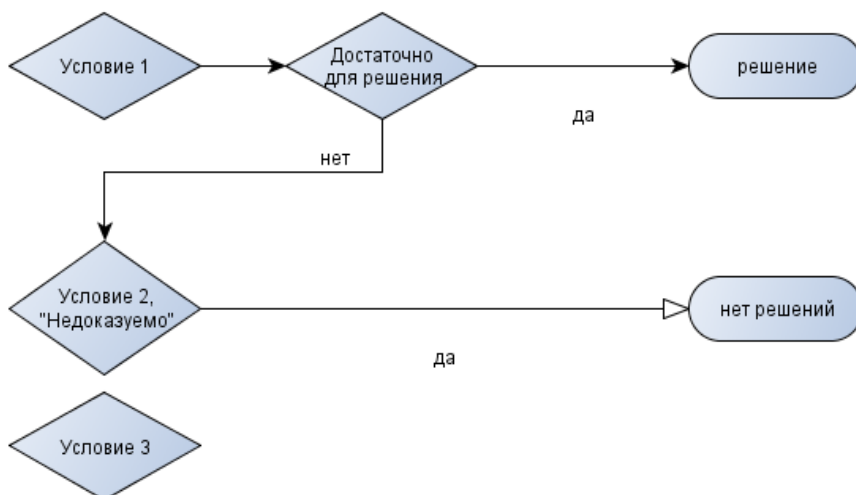 Условие 1
Достаточно
для решения
решение
да
нет
Условие 2,
"Недоказуемо"
нет решений
да
Условие 3